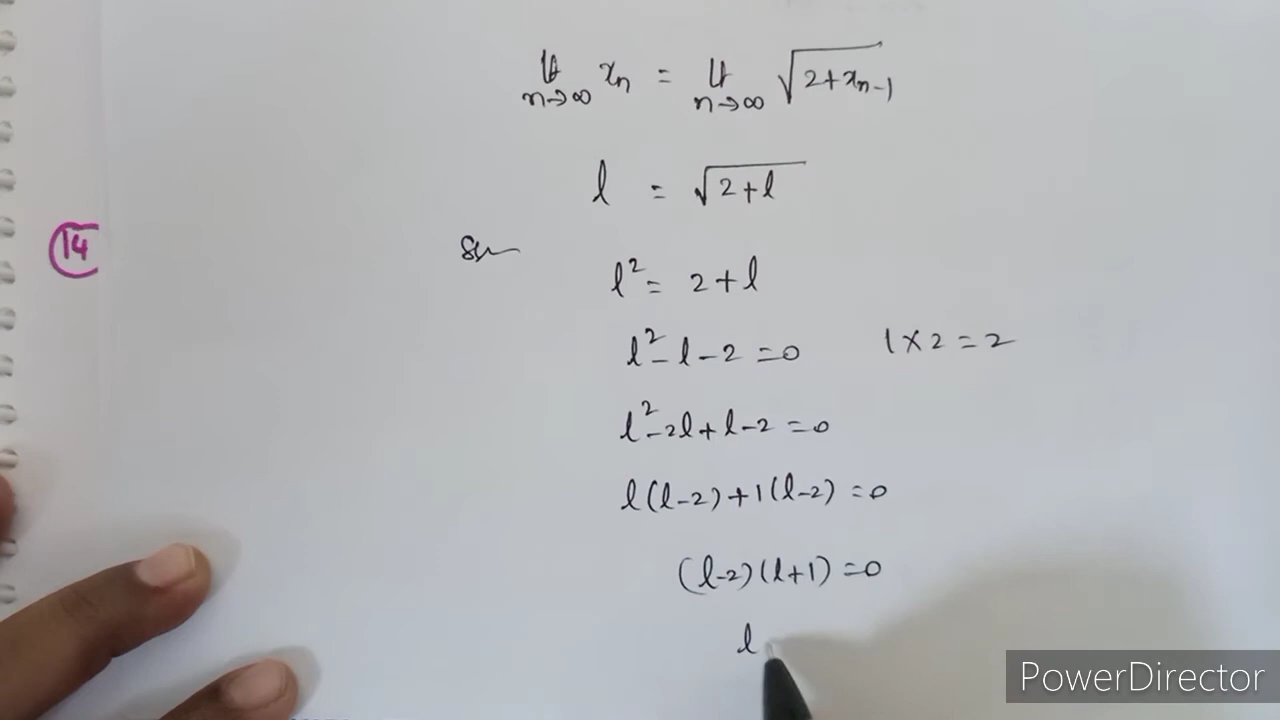 lt n→∞ xₙ = lt n→∞ √(2+xₙ₋₁)
l = √(2+l)
14
l² = 2+l
l²-l-2=0 1×2=2
l²-2l+l-2=0
l(l-2)+1(l-2)=0
(l-2)(l+1)=0
l
PowerDirector